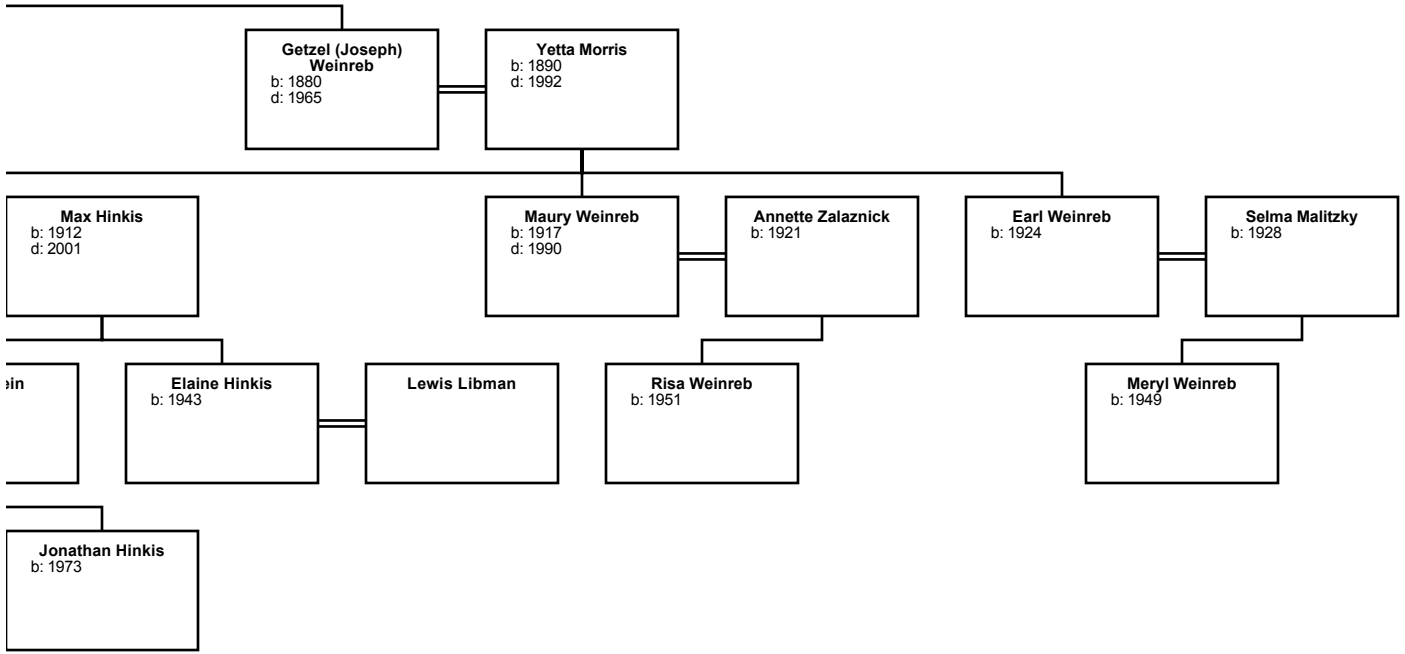 Getzel (Joseph)
Weinreb
b: 1880
d: 1965
Yetta Morris
b: 1890
d: 1992
Max Hinkis
b: 1912
d: 2001
Maury Weinreb
b: 1917
d: 1990
Annette Zalaznick
b: 1921
Earl Weinreb
b: 1924
Selma Malitzky
b: 1928
ein
Elaine Hinkis
b: 1943
Lewis Libman
Risa Weinreb
b: 1951
Meryl Weinreb
b: 1949
Jonathan Hinkis
b: 1973